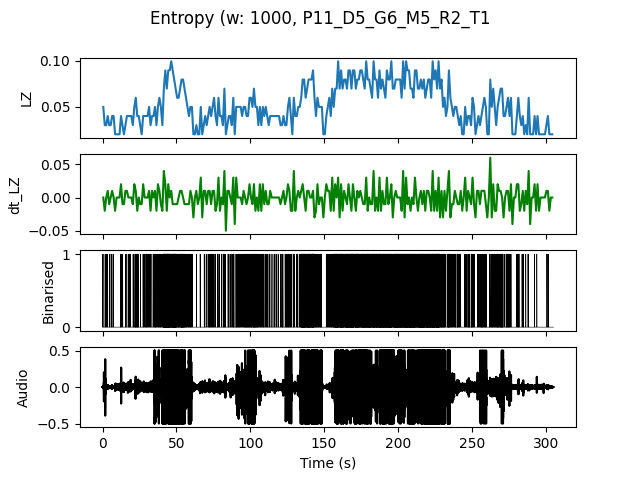 Entropy (w: 1000, P11_D5_G6_M5_R2_T1
LZ
0.10
0.05
dt_LZ
0.05
0.00
−0.05
Binarised
1
0
Audio
0.5
0.0
−0.5
0 50 100 150 200 250 300
Time (s)